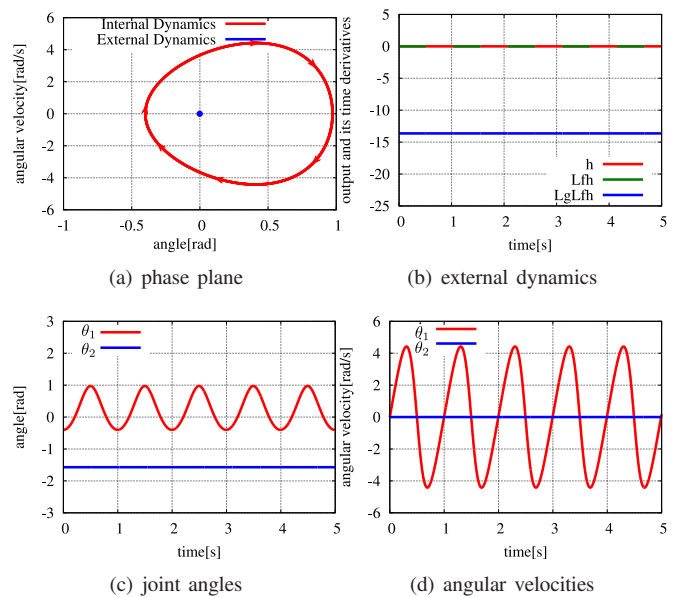 Internal Dynamics
External Dynamics
angular velocity[rad/s]
6
4
2
0
-2
-4
-6
-1
-0.5
0
0.5
1
angle[rad]
(a) phase plane
output and its time derivatives
5
0
-5
-10
-15
-20
-25
h
Lfh
LgLfh
0
1
2
3
4
5
time[s]
(b) external dynamics
θ1
θ2
angle[rad]
3
2
1
0
-1
-2
-3
0
1
2
3
4
5
time[s]
(c) joint angles
θ̇1
θ̇2
angular velocity[rad/s]
6
4
2
0
-2
-4
-6
0
1
2
3
4
5
time[s]
(d) angular velocities